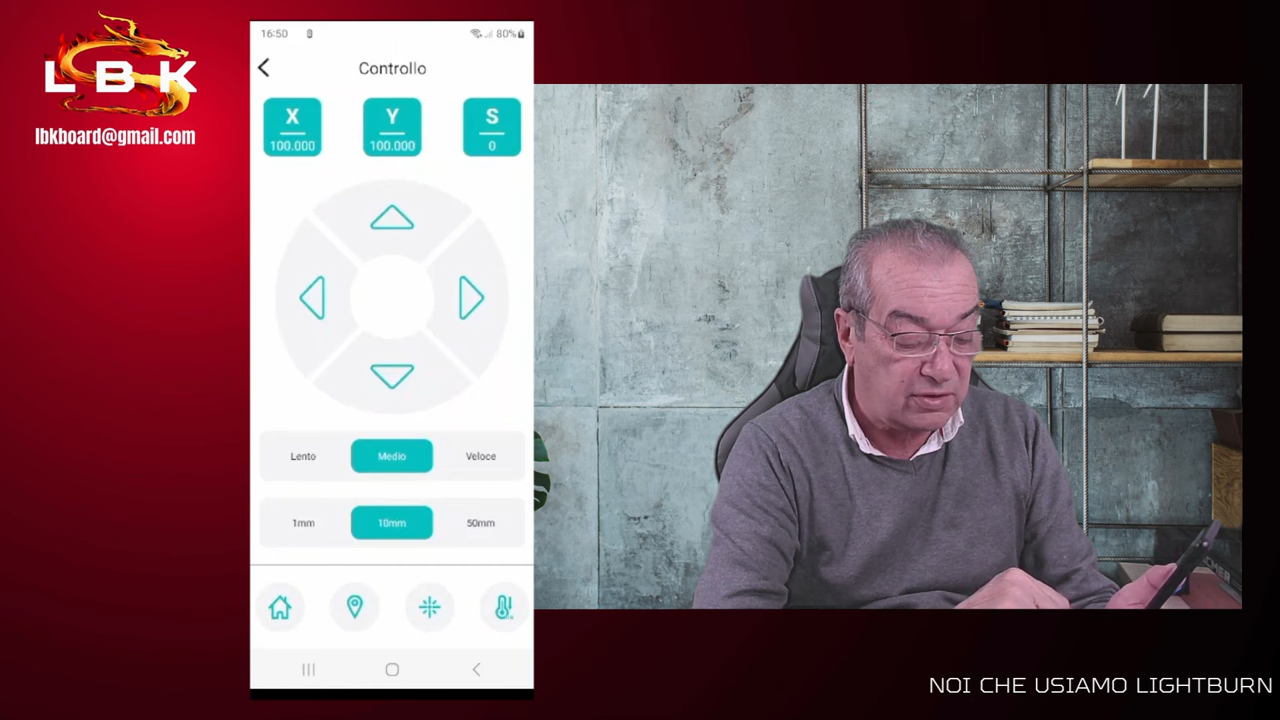 LBK
lbkboard@gmail.com
16:50
80%
Controllo
X
100.000
Y
100.000
S
0
Lento
Medio
Veloce
1mm
10mm
50mm
NOI CHE USIAMO LIGHTBURN